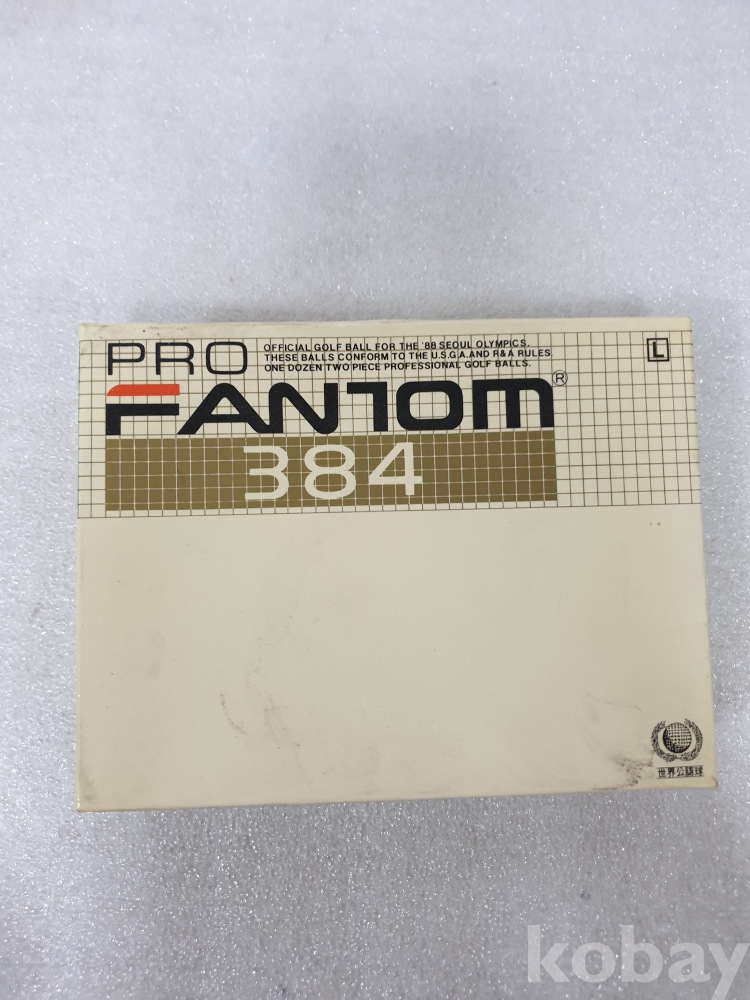 PRO
OFFICIAL GOLF BALL FOR THE '88 SEOUL OLYMPICS.
THESE BALLS CONFORM TO THE U.S.G.A. AND R&A RULES
ONE DOZEN TWO PIECE PROFESSIONAL GOLF BALLS.
L
FANTOM®
384
世界公認球
kobay